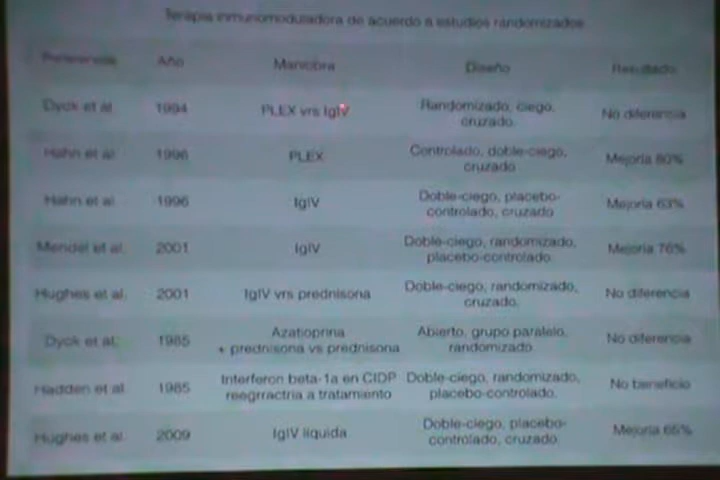 Terapia inmunomoduladora de acuerdo a estudios randomizados
Referencia Año Maniobra Diseño Resultado
Dyck et al. 1994 PLEX vrs IgIV Randomizado, ciego,
cruzado. No diferencia
Hahn et al. 1996 PLEX Controlado, doble-ciego,
cruzado Mejoría 80%
Hahn et al. 1996 IgIV Doble-ciego, placebo-
controlado, cruzado Mejoría 63%
Mendel et al. 2001 IgIV Doble-ciego, randomizado,
placebo-controlado. Mejoría 76%
Hughes et al. 2001 IgIV vrs prednisona Doble-ciego, randomizado,
cruzado. No diferencia
Dyck et al. 1985 Azatioprina
+ prednisona vs prednisona Abierto, grupo paralelo,
randomizado. No diferencia
Hadden et al. 1985 Interferon beta-1a en CIDP
reegrractria a tratamiento Doble-ciego, randomizado,
placebo-controlado. No beneficio
Hughes et al. 2009 IgIV liquida Doble-ciego, placebo-
controlado, cruzado Mejoría 65%